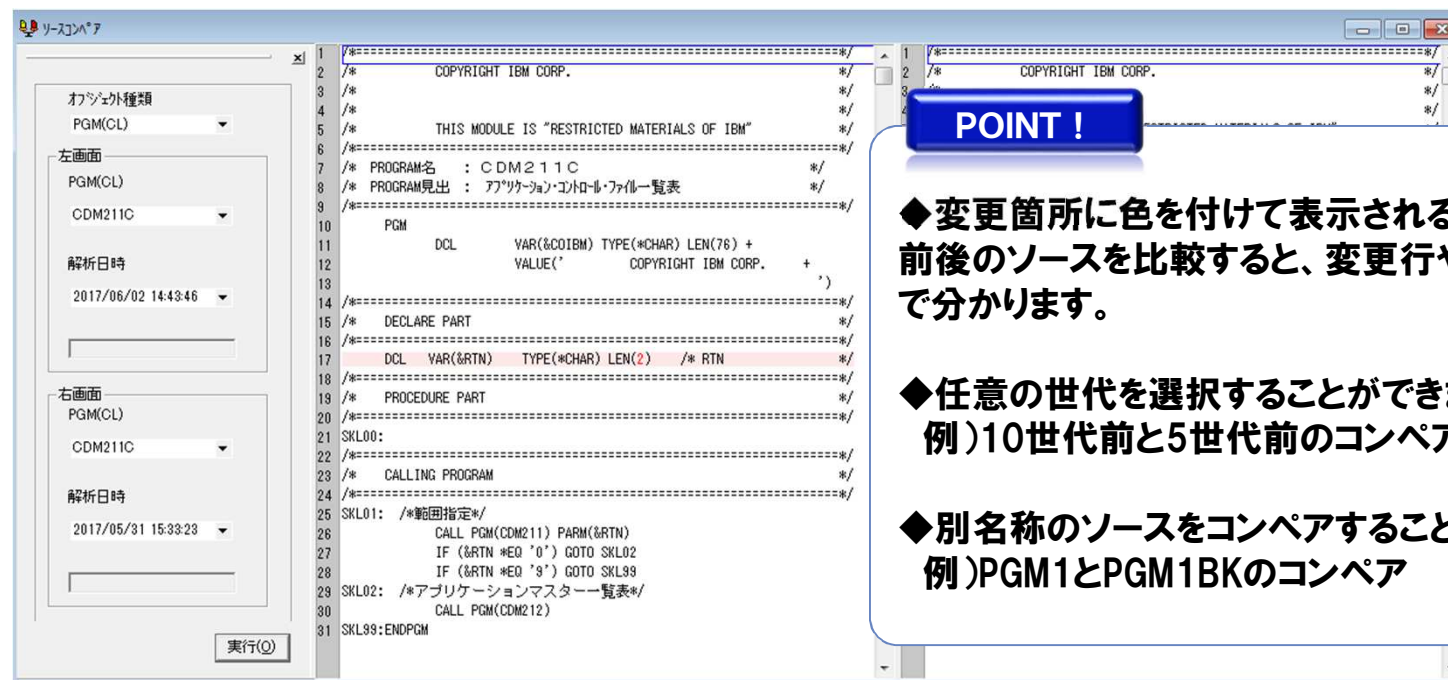 ソースコンペア
オブジェクト種類
PGM(CL)
左画面
PGM(CL)
CDM211C
解析日時
2017/06/02 14:43:46
右画面
PGM(CL)
CDM211C
解析日時
2017/05/31 15:33:23
実行(O)
1 /*===================================================================*/
2 /* COPYRIGHT IBM CORP. */
3 /* */
4 /* */
5 /* THIS MODULE IS "RESTRICTED MATERIALS OF IBM" */
6 /*===================================================================*/
7 /* PROGRAM名 : CDM211C */
8 /* PROGRAM見出 : アプリケーション・コントロール・ファイル一覧表 */
9 /*===================================================================*/
10 PGM
11 DCL VAR(&COIBM) TYPE(*CHAR) LEN(76) +
12 VALUE(' COPYRIGHT IBM CORP. +
13 ')
14 /*===================================================================*/
15 /* DECLARE PART */
16 /*===================================================================*/
17 DCL VAR(&RTN) TYPE(*CHAR) LEN(2) /* RTN */
18 /*===================================================================*/
19 /* PROCEDURE PART */
20 /*===================================================================*/
21 SKL00:
22 /*===================================================================*/
23 /* CALLING PROGRAM */
24 /*===================================================================*/
25 SKL01: /*範囲指定*/
26 CALL PGM(CDM211) PARM(&RTN)
27 IF (&RTN *EQ '0') GOTO SKL02
28 IF (&RTN *EQ '9') GOTO SKL99
29 SKL02: /*アプリケーションマスター一覧表*/
30 CALL PGM(CDM212)
31 SKL99:ENDPGM
1 /*===================================================================*/
2 /* COPYRIGHT IBM CORP. */
3 */
*/
POINT！
◆変更箇所に色を付けて表示される
前後のソースを比較すると、変更行や
で分かります。
◆任意の世代を選択することができ
例）10世代前と5世代前のコンペア
◆別名称のソースをコンペアすること
例）PGM1とPGM1BKのコンペア